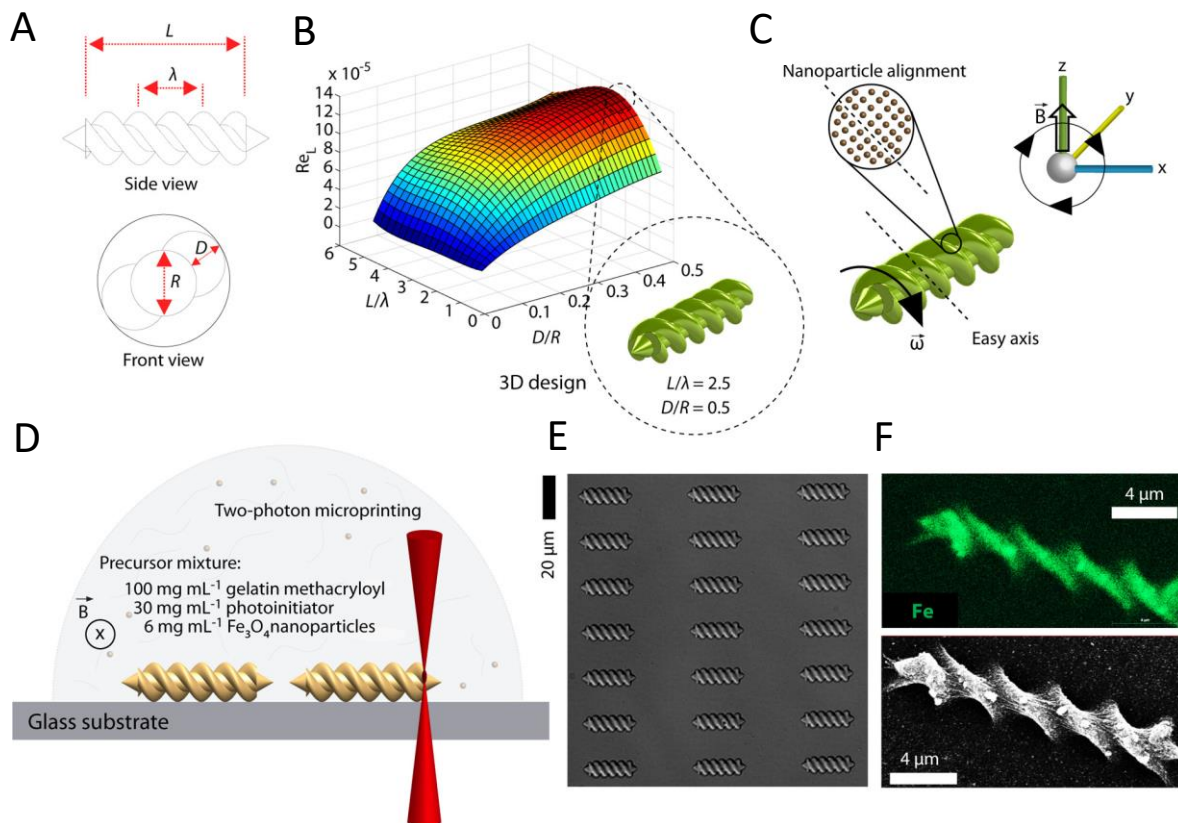 A
L
λ
Side view
D
R
Front view
B
x 10⁻⁵
14
12
10
8
6
4
2
0
Re_L
6
5
4
3
2
1
0
L/λ
0
0.1
0.2
0.3
0.4
0.5
D/R
3D design
L/λ = 2.5
D/R = 0.5
C
Nanoparticle alignment
z
B
y
x
ω
Easy axis
D
Two-photon microprinting
Precursor mixture:
100 mg mL⁻¹ gelatin methacryloyl
30 mg mL⁻¹ photoinitiator
6 mg mL⁻¹ Fe₃O₄nanoparticles
B
x
Glass substrate
E
20 µm
F
4 µm
Fe
4 µm